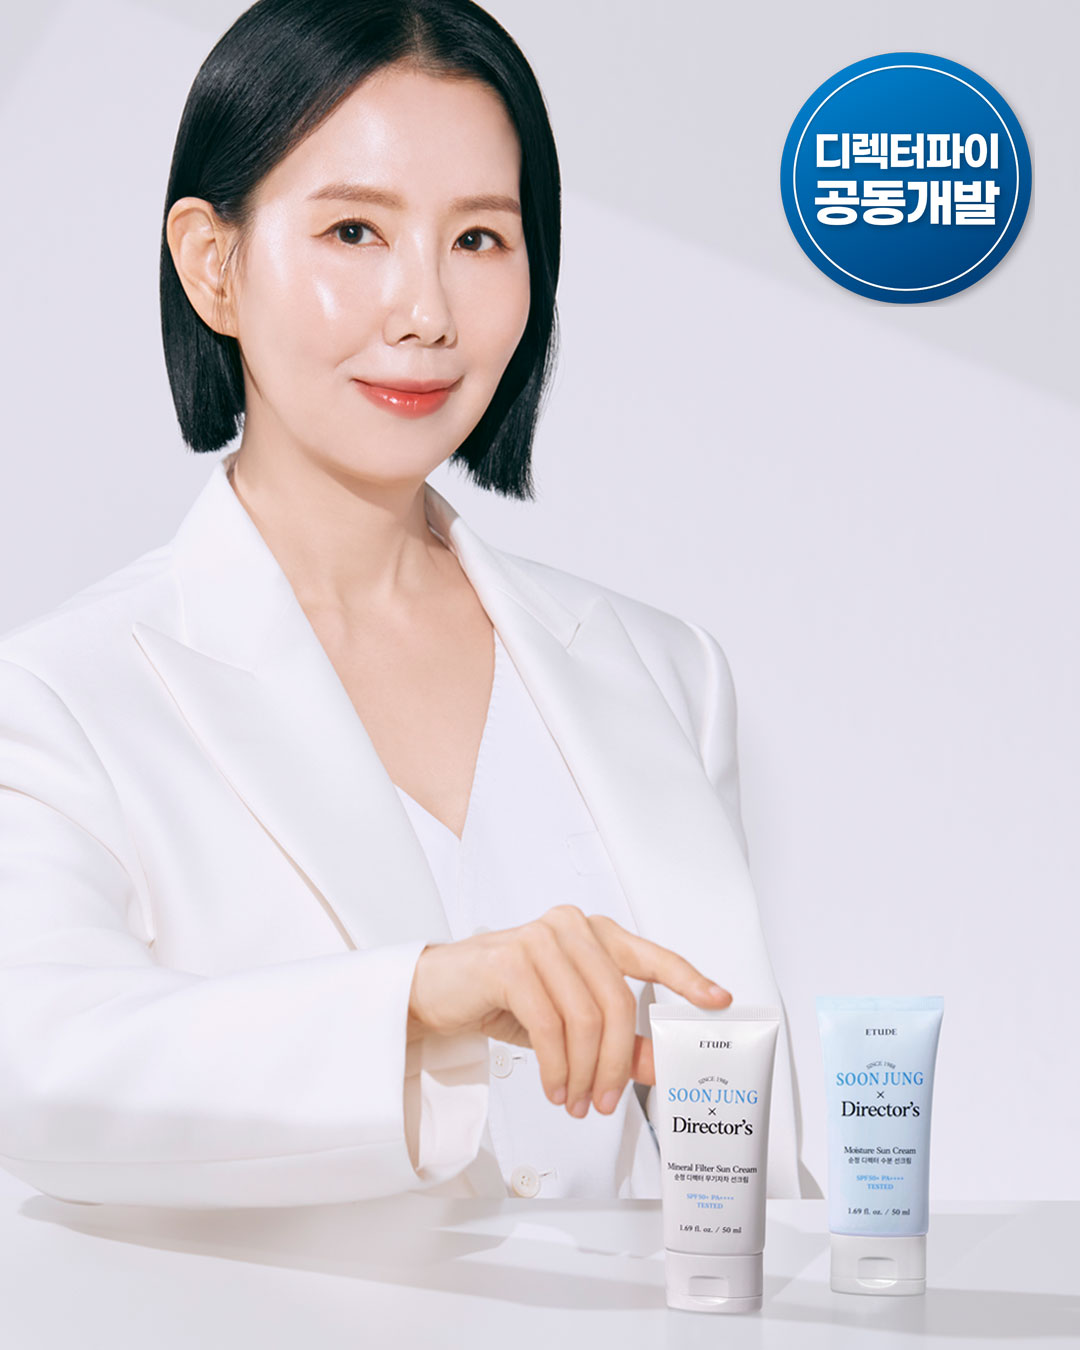 디렉터파이
공동개발
ETUDE
SINCE 1988
SOON JUNG
×
Director's
Mineral Filter Sun Cream
순정 디렉터 무기자차 선크림
SPF50+ PA++++
TESTED
1.69 fl. oz. / 50 ml
ETUDE
SINCE 1988
SOON JUNG
×
Director's
Moisture Sun Cream
순정 디렉터 수분 선크림
SPF50+ PA++++
TESTED
1.69 fl. oz. / 50 ml